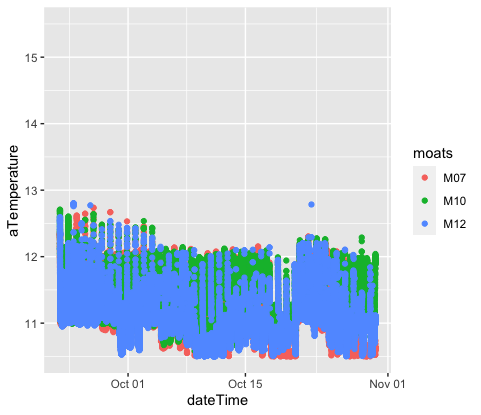 15
14
13
12
11
aTemperature
Oct 01
Oct 15
Nov 01
dateTime
moats
M07
M10
M12